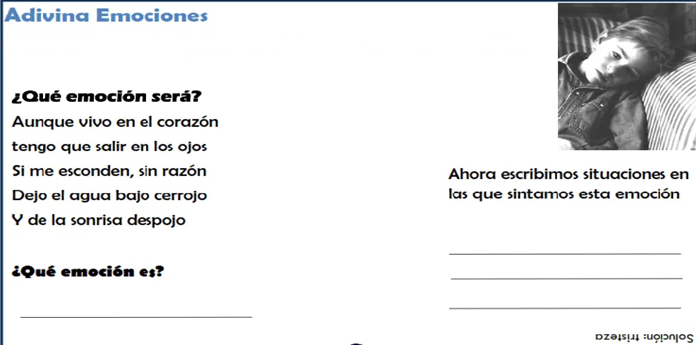 Adivina Emociones
¿Qué emoción será?
Aunque vivo en el corazón
tengo que salir en los ojos
Si me esconden, sin razón
Dejo el agua bajo cerrojo
Y de la sonrisa despojo
¿Qué emoción es?
Ahora escribimos situaciones en
las que sintamos esta emoción
Solución: tristeza